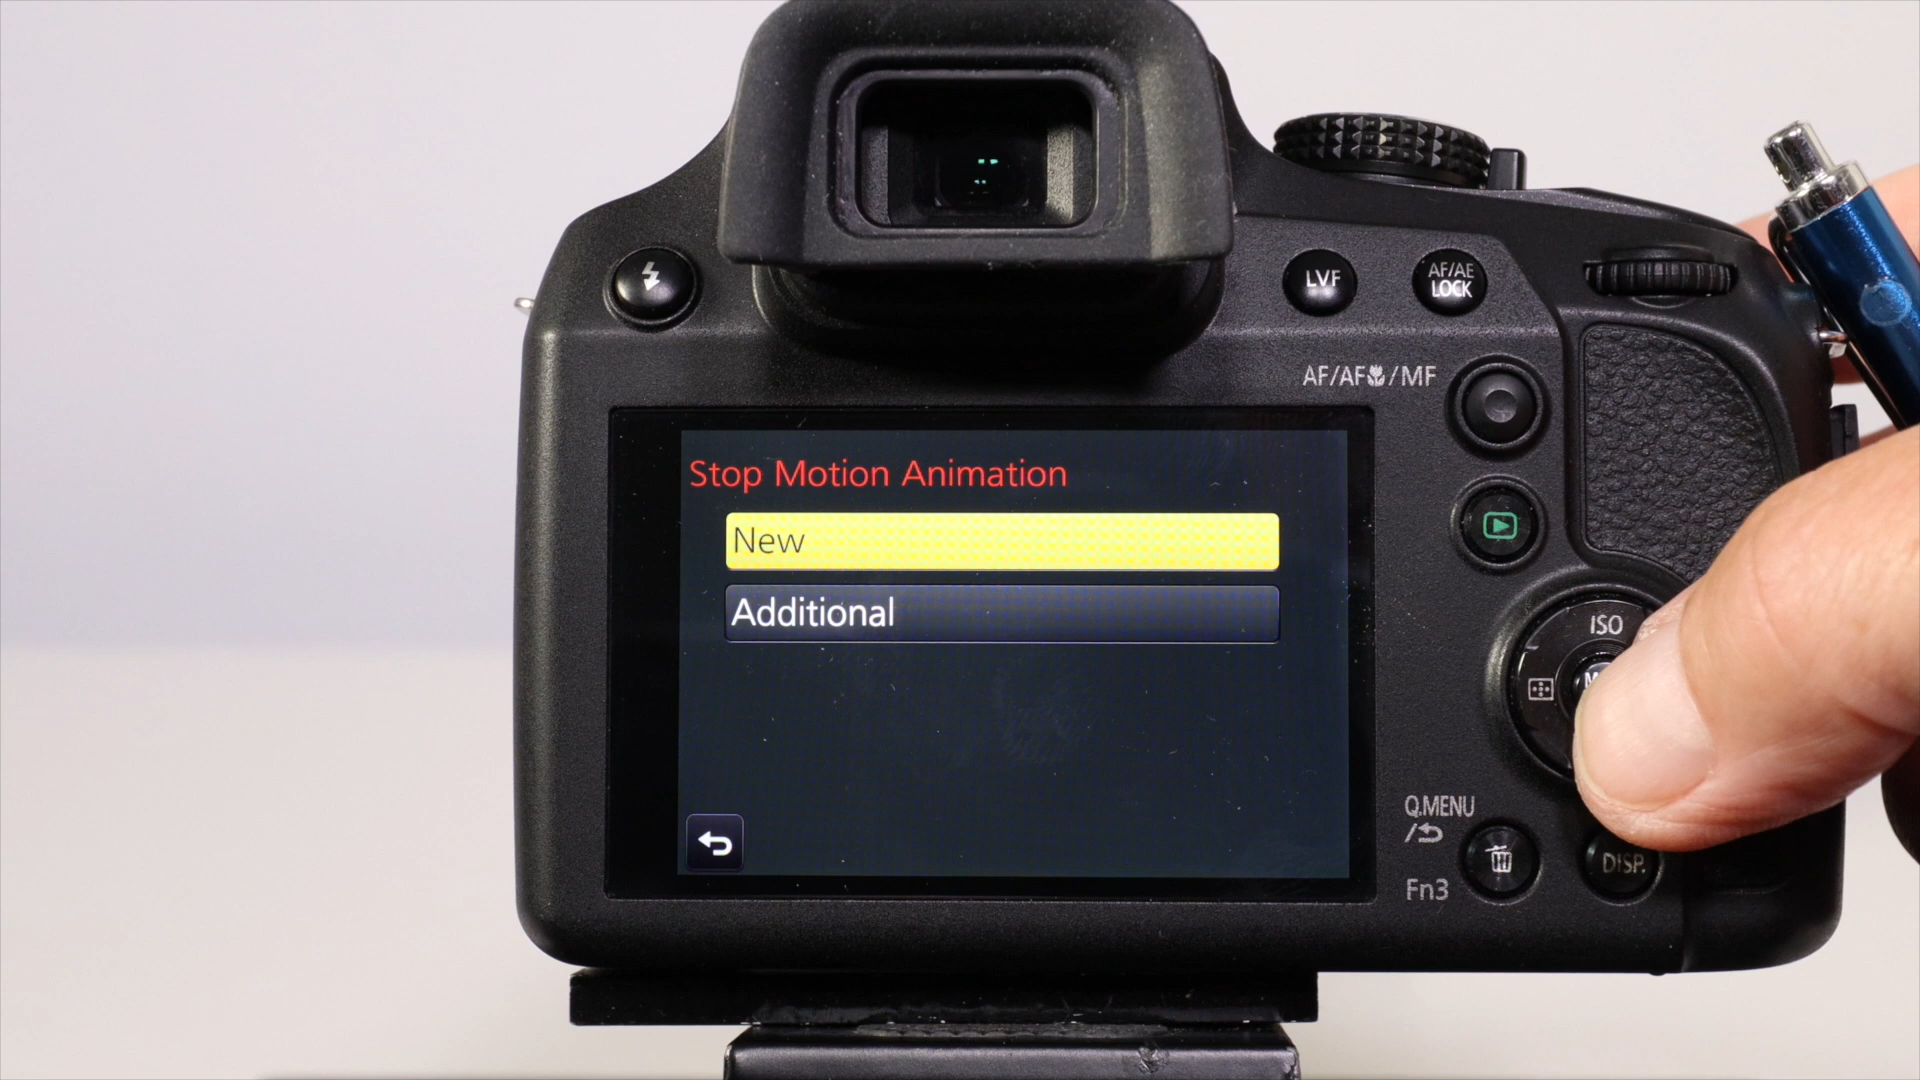 LVF
AF/AE
LOCK
AF/AF/MF
Stop Motion Animation
New
Additional
ISO
Q.MENU
/
Fn3
DISP.